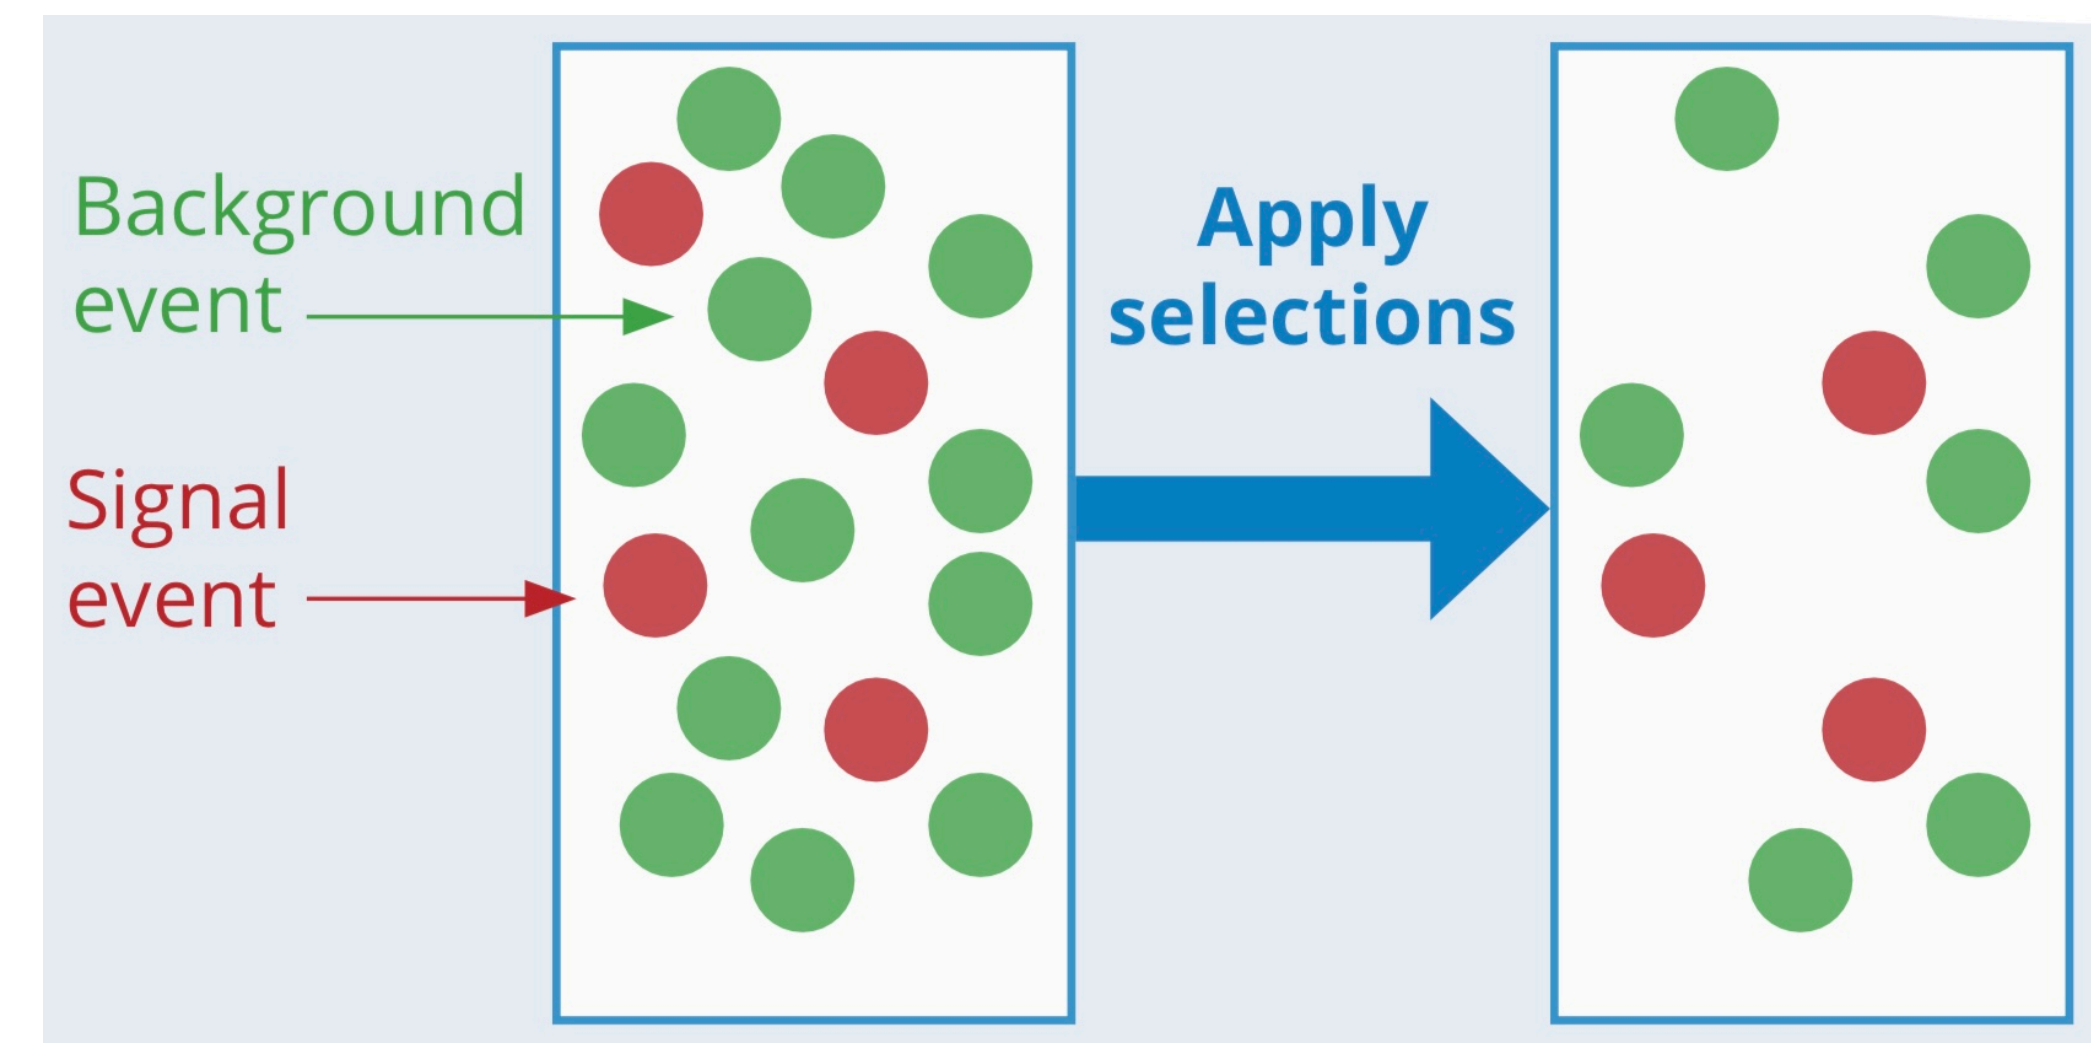 Background
event
Signal
event
Apply
selections